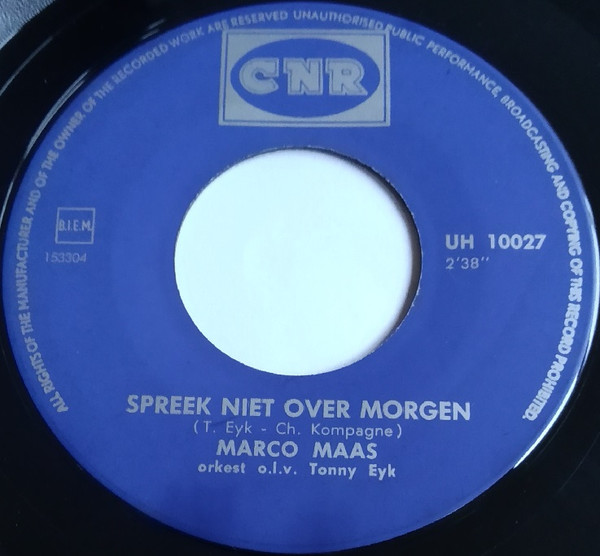 ALL RIGHTS OF THE MANUFACTURER AND OF THE OWNER OF THE RECORDED WORK ARE RESERVED UNAUTHORISED PUBLIC PERFORMANCE, BROADCASTING AND COPYING OF THIS RECORD PROHIBITED.
CNR
B.I.E.M.
153304
UH 10027
2'38"
SPREEK NIET OVER MORGEN
(T. Eyk - Ch. Kompagne)
MARCO MAAS
orkest o.l.v. Tonny Eyk